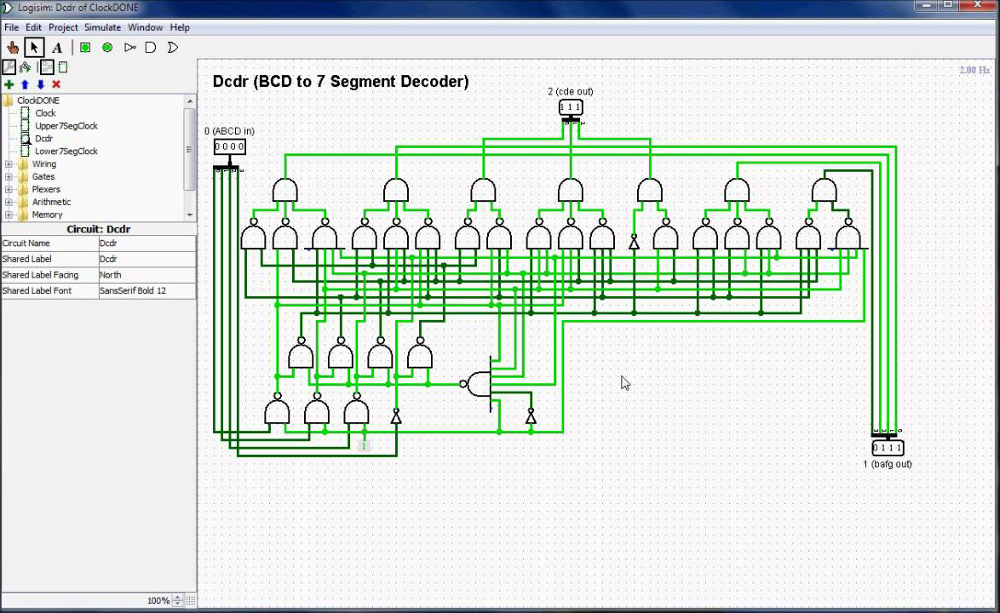 Logisim: Dcdr of ClockDONE
File Edit Project Simulate Window Help
A
ClockDONE
Clock
Upper7SegClock
Dcdr
Lower7SegClock
Wiring
Gates
Plexers
Arithmetic
Memory
Circuit: Dcdr
Circuit Name Dcdr
Shared Label Dcdr
Shared Label Facing North
Shared Label Font SansSerif Bold 12
100%
2.00 Hz
Dcdr (BCD to 7 Segment Decoder)
2 (cde out)
1 1 1
0 (ABCD in)
0 0 0 0
1
0 1 1 1
1 (bafg out)